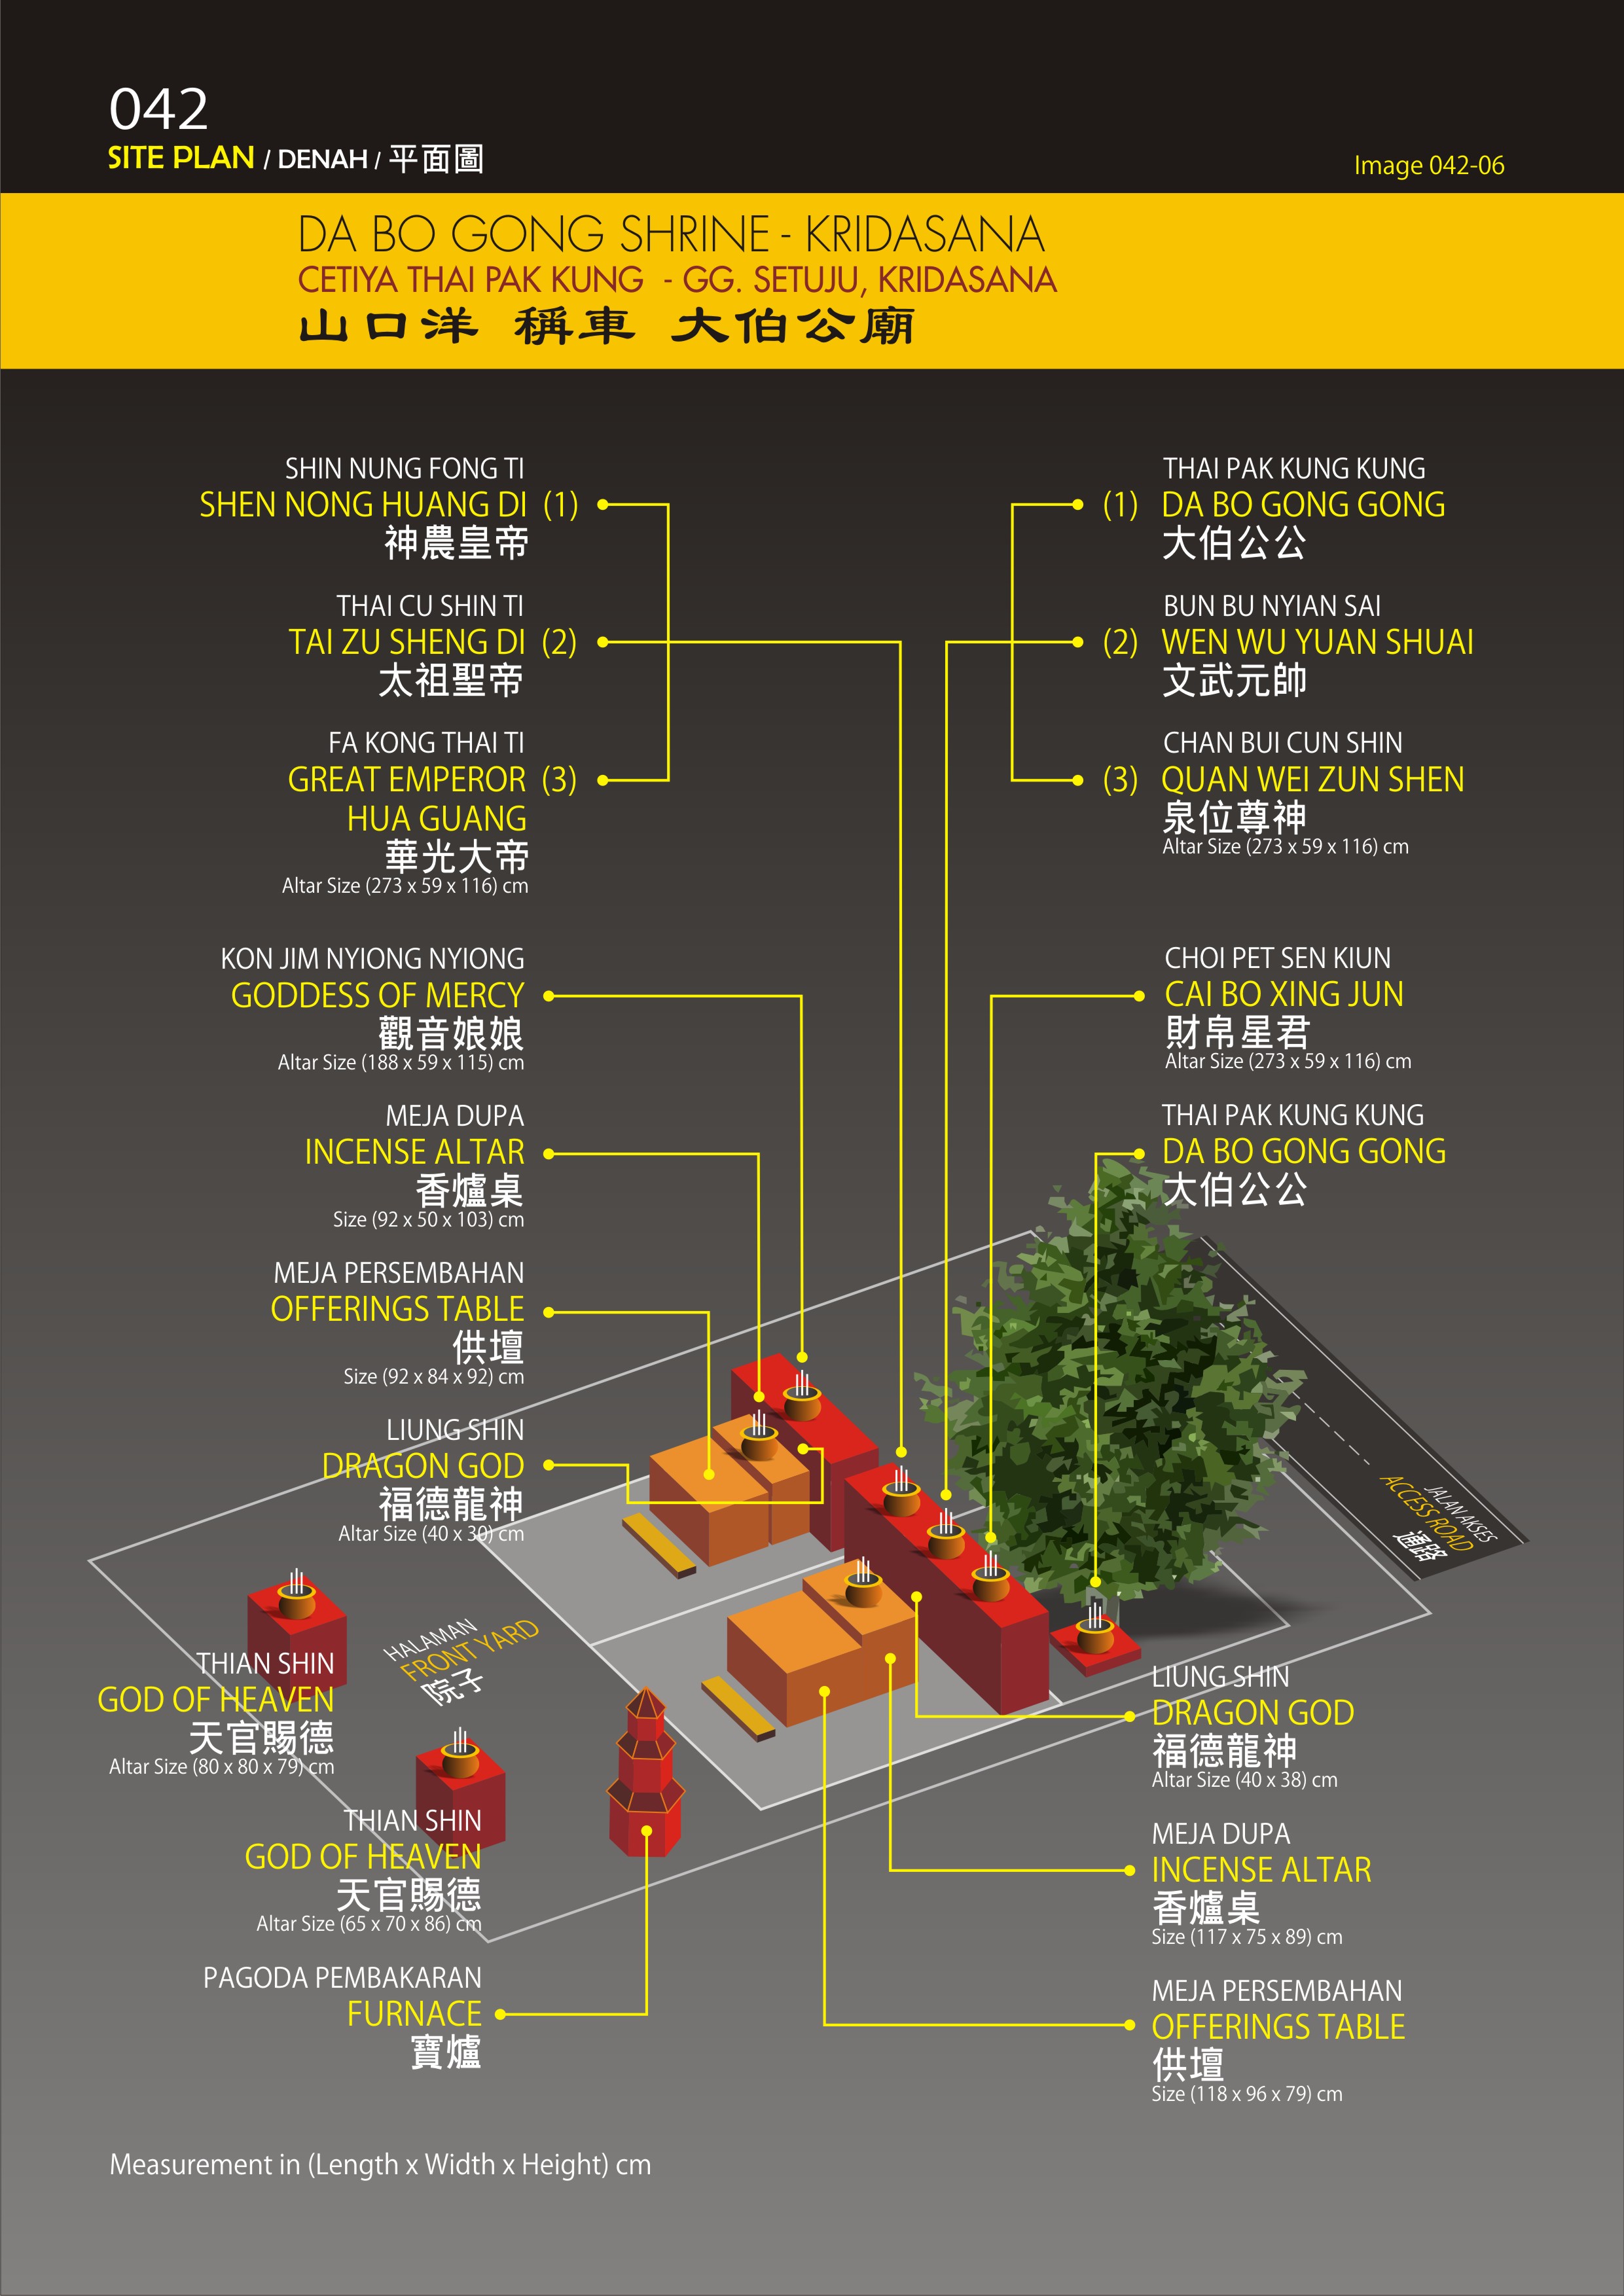 042
SITE PLAN / DENAH / 平面圖
Image 042-06
DA BO GONG SHRINE - KRIDASANA
CETIYA THAI PAK KUNG - GG. SETUJU, KRIDASANA
山口洋 稱車 大伯公廟
SHIN NUNG FONG TI
SHEN NONG HUANG DI (1)
神農皇帝
THAI CU SHIN TI
TAI ZU SHENG DI (2)
太祖聖帝
FA KONG THAI TI
GREAT EMPEROR (3)
HUA GUANG
華光大帝
Altar Size (273 x 59 x 116) cm
KON JIM NYIONG NYIONG
GODDESS OF MERCY
觀音娘娘
Altar Size (188 x 59 x 115) cm
MEJA DUPA
INCENSE ALTAR
香爐桌
Size (92 x 50 x 103) cm
MEJA PERSEMBAHAN
OFFERINGS TABLE
供壇
Size (92 x 84 x 92) cm
LIUNG SHIN
DRAGON GOD
福德龍神
Altar Size (40 x 30) cm
THIAN SHIN
GOD OF HEAVEN
天官賜德
Altar Size (80 x 80 x 79) cm
THIAN SHIN
GOD OF HEAVEN
天官賜德
Altar Size (65 x 70 x 86) cm
PAGODA PEMBAKARAN
FURNACE
寶爐
HALAMAN
FRONT YARD
院子
THAI PAK KUNG KUNG
(1) DA BO GONG GONG
大伯公公
BUN BU NYIAN SAI
(2) WEN WU YUAN SHUAI
文武元帥
CHAN BUI CUN SHIN
(3) QUAN WEI ZUN SHEN
泉位尊神
Altar Size (273 x 59 x 116) cm
CHOI PET SEN KIUN
CAI BO XING JUN
財帛星君
Altar Size (273 x 59 x 116) cm
THAI PAK KUNG KUNG
DA BO GONG GONG
大伯公公
JALAN AKSES
ACCESS ROAD
通路
LIUNG SHIN
DRAGON GOD
福德龍神
Altar Size (40 x 38) cm
MEJA DUPA
INCENSE ALTAR
香爐桌
Size (117 x 75 x 89) cm
MEJA PERSEMBAHAN
OFFERINGS TABLE
供壇
Size (118 x 96 x 79) cm
Measurement in (Length x Width x Height) cm